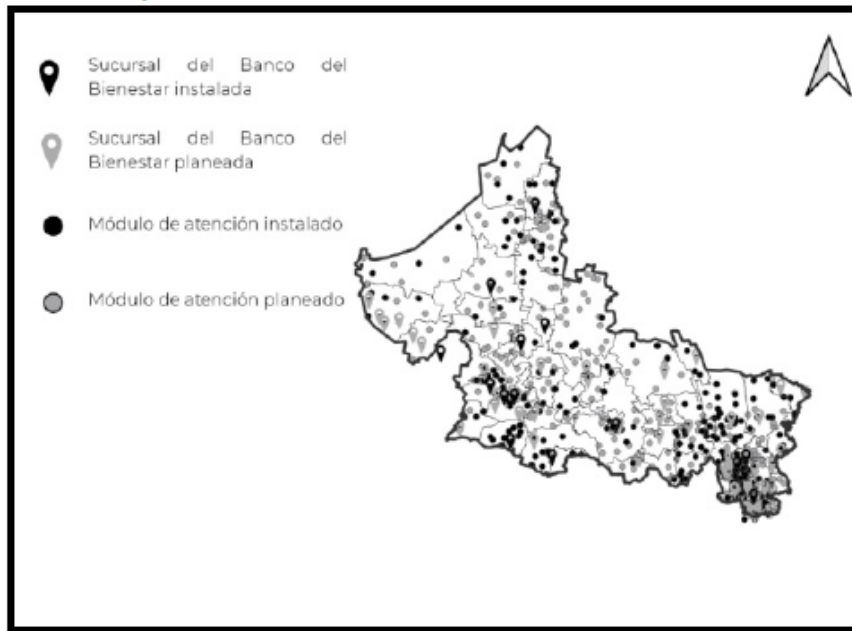 Sucursal del Banco del
Bienestar instalada
Sucursal del Banco del
Bienestar planeada
Módulo de atención instalado
Módulo de atención planeado